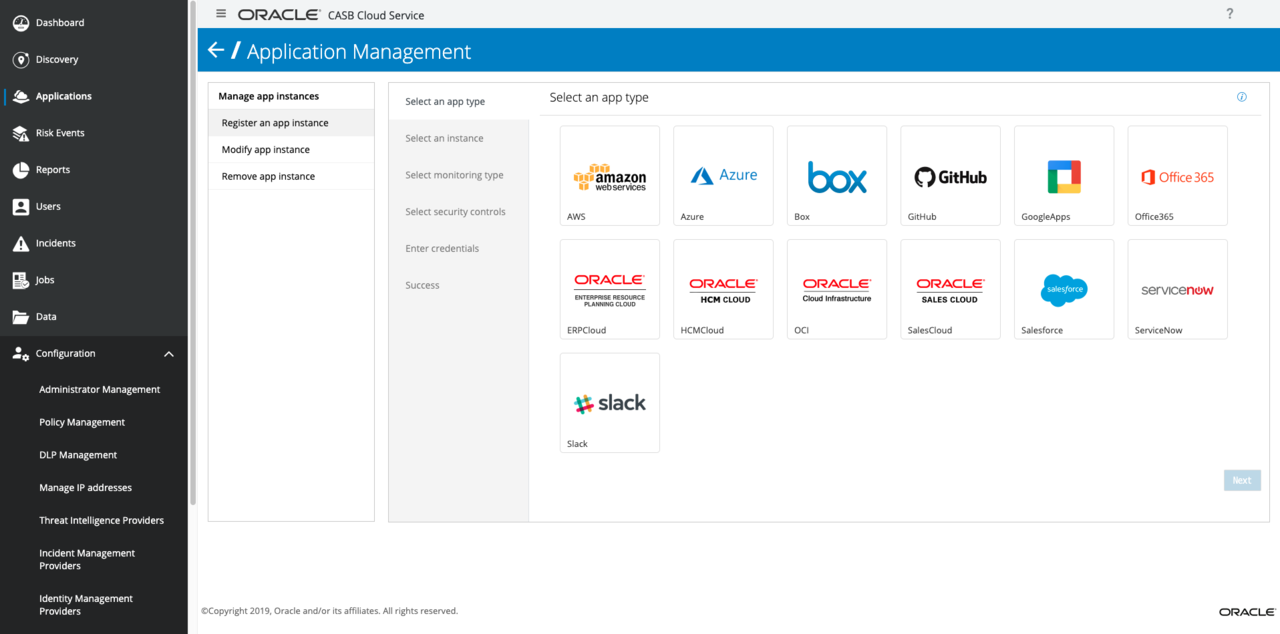 Dashboard
Discovery
Applications
Risk Events
Reports
Users
Incidents
Jobs
Data
Configuration
Administrator Management
Policy Management
DLP Management
Manage IP addresses
Threat Intelligence Providers
Incident Management
Providers
Identity Management
Providers
ORACLE® CASB Cloud Service
?
/ Application Management
Manage app instances
Register an app instance
Modify app instance
Remove app instance
Select an app type
Select an instance
Select monitoring type
Select security controls
Enter credentials
Success
Select an app type
amazon
web services
AWS
Azure
Azure
box
Box
GitHub
GitHub
GoogleApps
Office 365
Office365
ORACLE®
ENTERPRISE RESOURCE
PLANNING CLOUD
ERPCloud
ORACLE®
HCM CLOUD
HCMCloud
ORACLE®
Cloud Infrastructure
OCI
ORACLE®
SALES CLOUD
SalesCloud
salesforce
Salesforce
servicenow
ServiceNow
slack
Slack
Next
©Copyright 2019, Oracle and/or its affiliates. All rights reserved.
ORACLE®